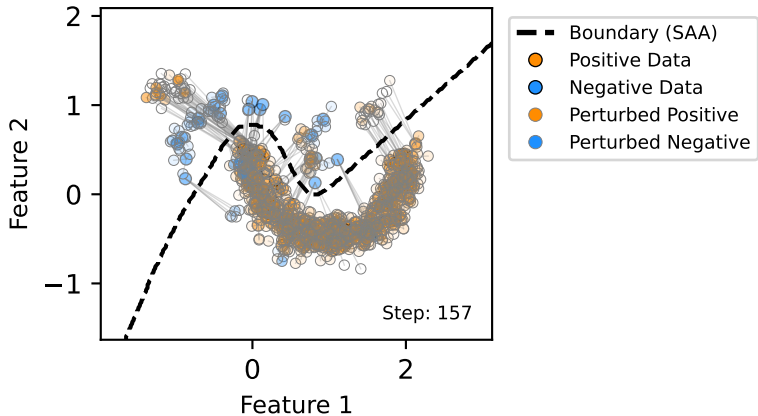 2
1
0
−1
Feature 2
0
2
Feature 1
Step: 157
Boundary (SAA)
Positive Data
Negative Data
Perturbed Positive
Perturbed Negative